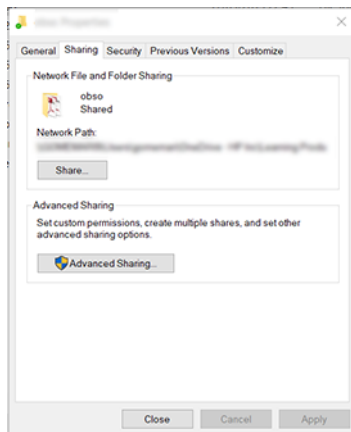 General Sharing Security Previous Versions Customize
Network File and Folder Sharing
obso
Shared
Network Path:
Share...
Advanced Sharing
Set custom permissions, create multiple shares, and set other
advanced sharing options.
Advanced Sharing...
Close Cancel Apply